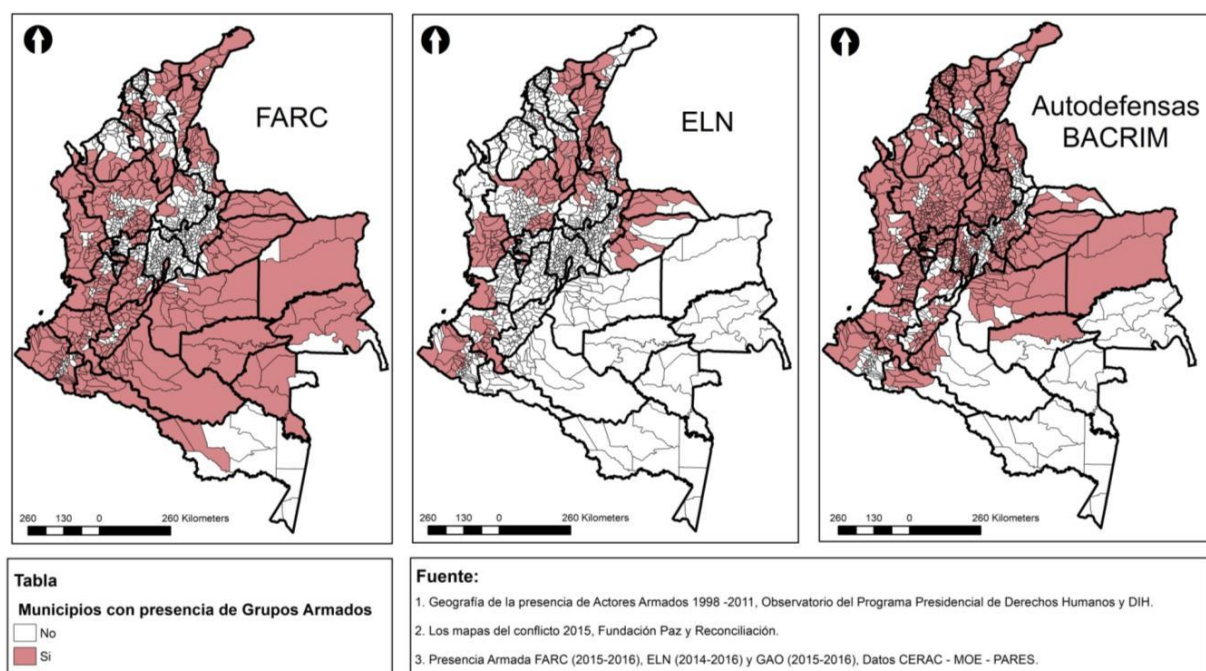 FARC
ELN
Autodefensas
BACRIM
260 130 0 260 Kilometers
260 130 0 260 Kilometers
260 130 0 260 Kilometers
Tabla
Municipios con presencia de Grupos Armados
No
Si
Fuente:
1. Geografía de la presencia de Actores Armados 1998 -2011, Observatorio del Programa Presidencial de Derechos Humanos y DIH.
2. Los mapas del conflicto 2015, Fundación Paz y Reconciliación.
3. Presencia Armada FARC (2015-2016), ELN (2014-2016) y GAO (2015-2016), Datos CERAC - MOE - PARES.